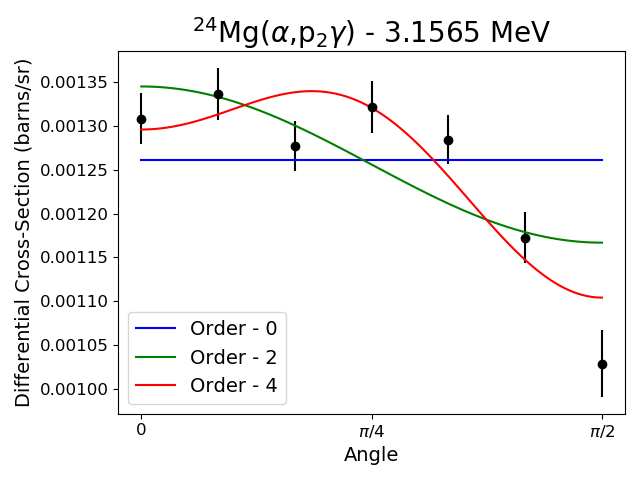 ²⁴Mg(α,p₂γ) - 3.1565 MeV
Differential Cross-Section (barns/sr)
0.00135
0.00130
0.00125
0.00120
0.00115
0.00110
0.00105
0.00100
Order - 0
Order - 2
Order - 4
0
π/4
π/2
Angle